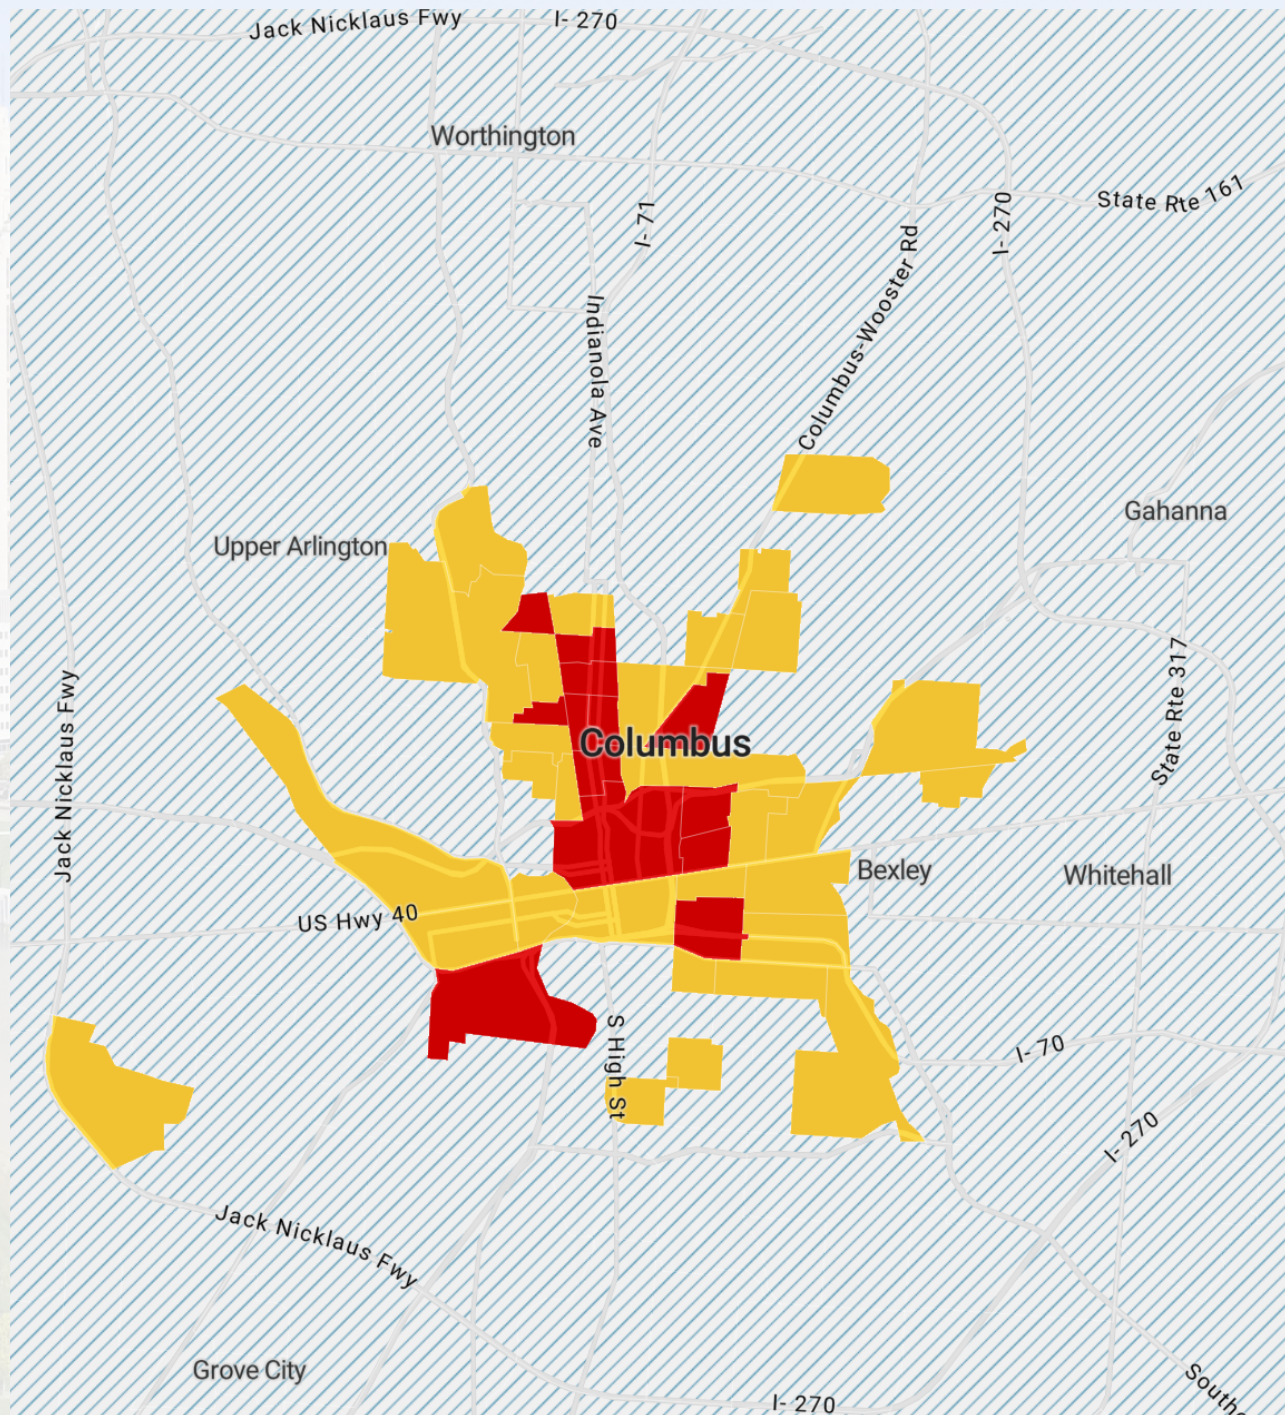 Jack Nicklaus Fwy
I- 270
Worthington
State Rte 161
I- 71
I- 270
Columbus-Wooster Rd
Indianola Ave
Gahanna
Upper Arlington
State Rte 317
Jack Nicklaus Fwy
Columbus
Bexley
Whitehall
US Hwy 40
S High St
I- 70
I- 270
Jack Nicklaus Fwy
Grove City
I- 270
Southe